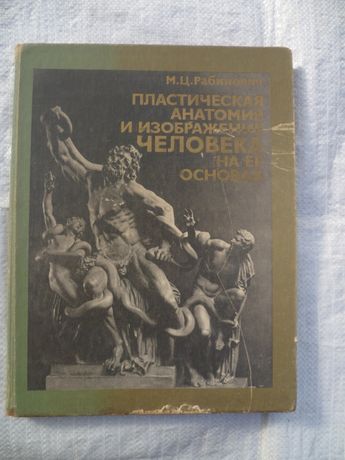 М.Ц.Рабинович
ПЛАСТИЧЕСКАЯ
АНАТОМИЯ
И ИЗОБРАЖЕНИЕ
ЧЕЛОВЕКА
НА ЕЕ
ОСНОВАХ